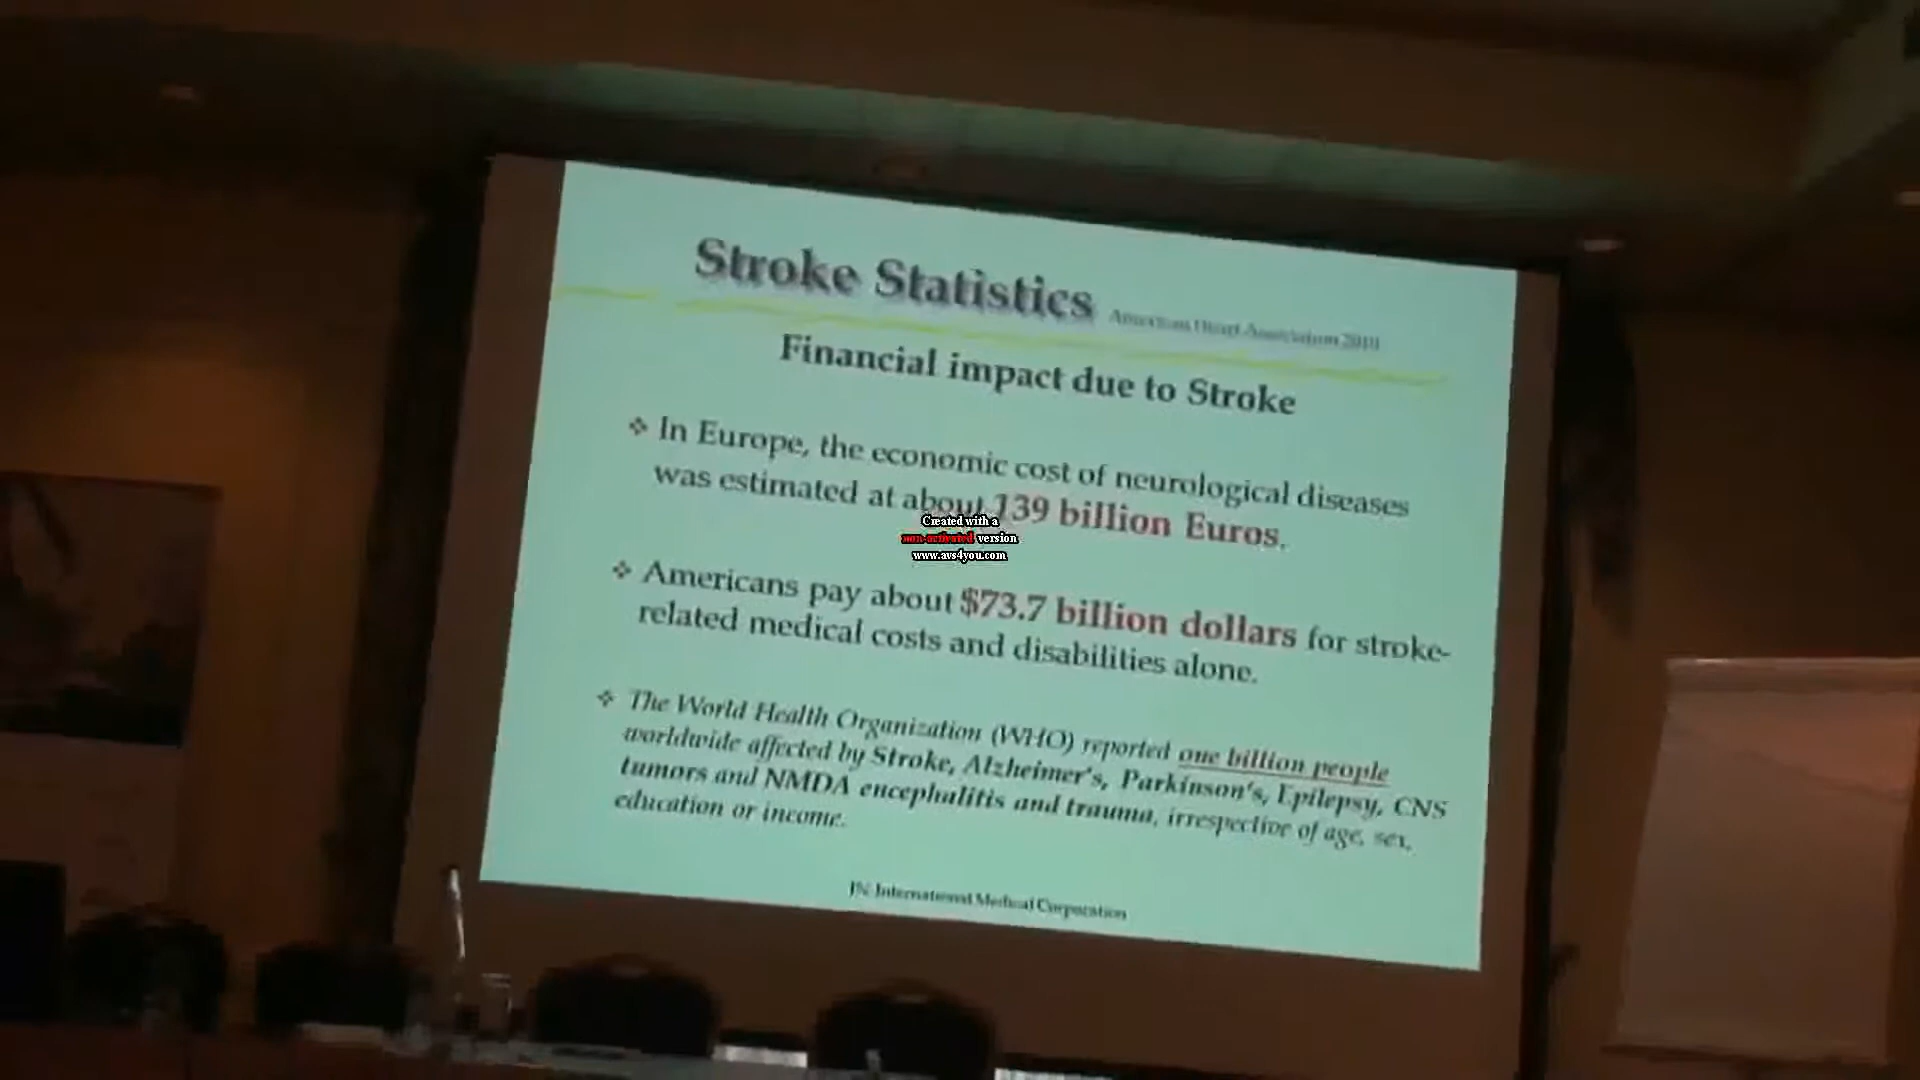 Stroke Statistics American Heart Association 2010
Financial impact due to Stroke
❖ In Europe, the economic cost of neurological diseases
was estimated at about 139 billion Euros.
Created with a
non-activated version
www.avs4you.com
❖ Americans pay about $73.7 billion dollars for stroke-
related medical costs and disabilities alone.
❖ The World Health Organization (WHO) reported one billion people
worldwide affected by Stroke, Alzheimer's, Parkinson's, Epilepsy, CNS
tumors and NMDA encephalitis and trauma, irrespective of age, sex,
education or income.
JN-International Medical Corporation